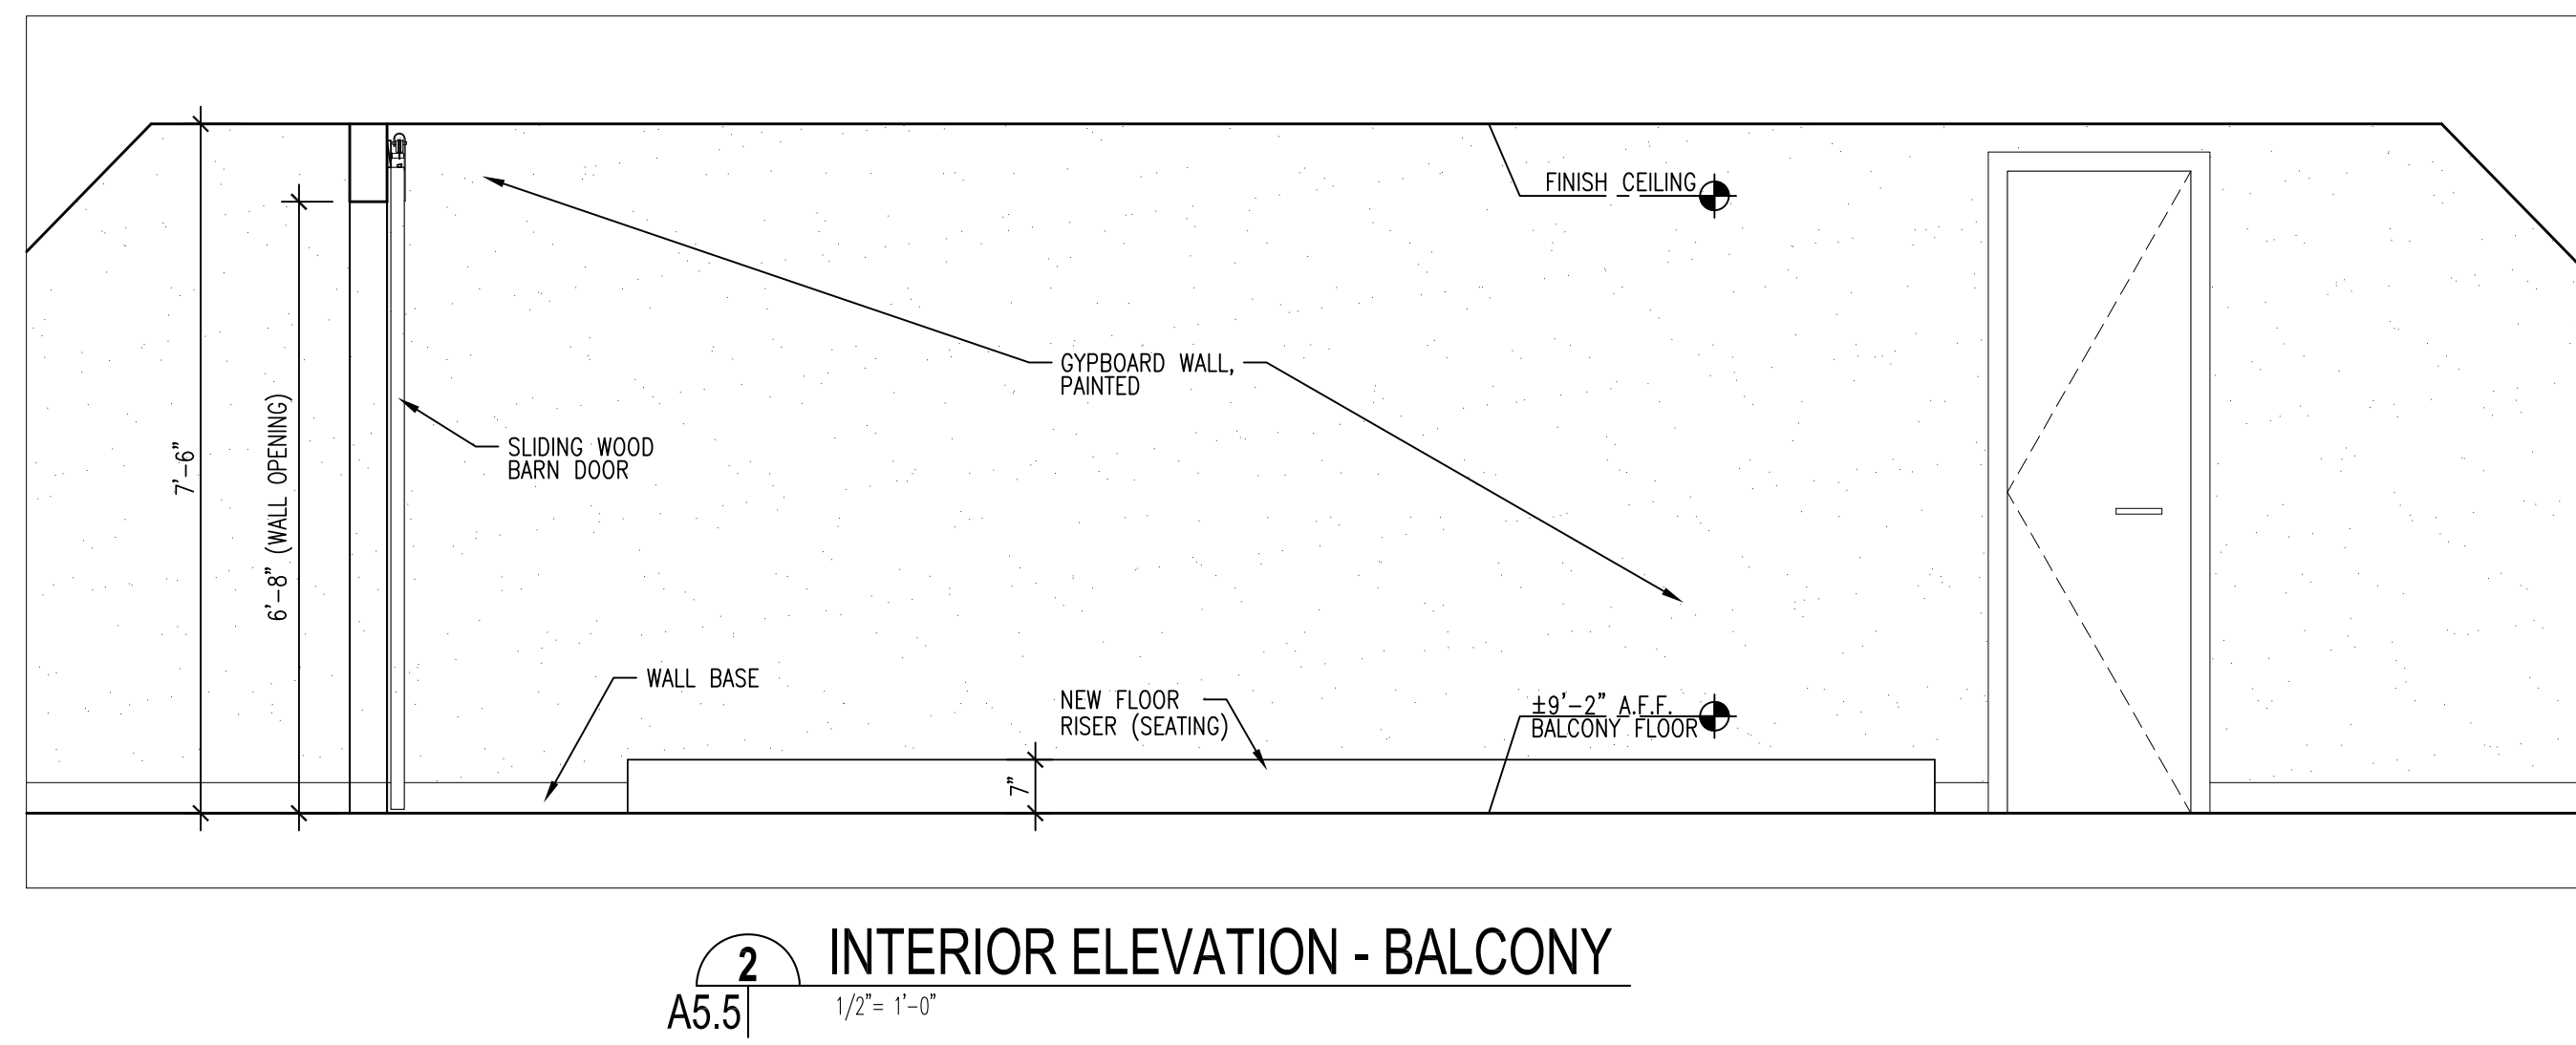 FINISH CEILING
7'-6"
6'-8" (WALL OPENING)
GYPBOARD WALL,
PAINTED
SLIDING WOOD
BARN DOOR
WALL BASE
NEW FLOOR
RISER (SEATING)
7"
±9'-2" A.F.F.
BALCONY FLOOR
2
INTERIOR ELEVATION - BALCONY
A5.5
1/2"= 1'-0"